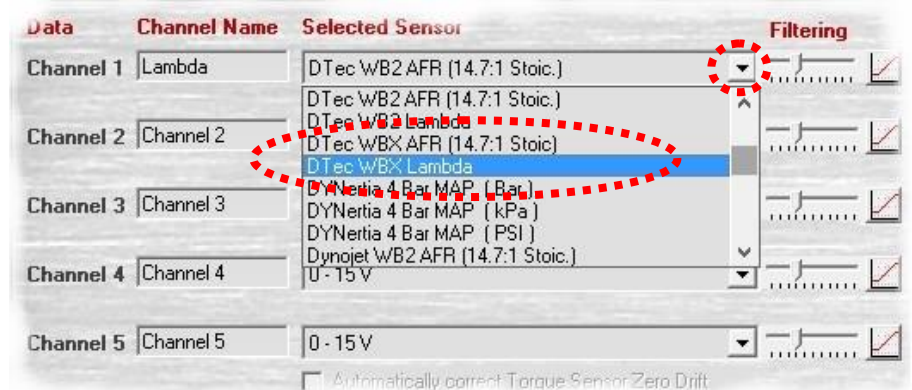 Data Channel Name Selected Sensor Filtering
Channel 1 Lambda DTec WB2 AFR (14.7:1 Stoic.)
DTec WB2 AFR (14.7:1 Stoic.)
DTec WB2 Lambda
Channel 2 Channel 2 DTec WBX AFR (14.7:1 Stoic)
DTec WBX Lambda
DYNertia 4 Bar MAP ( Bar )
Channel 3 Channel 3 DYNertia 4 Bar MAP ( kPa )
DYNertia 4 Bar MAP ( PSI )
Dynojet WB2 AFR (14.7:1 Stoic.)
Channel 4 Channel 4 0 - 15 V
Channel 5 Channel 5 0 - 15 V
Automatically correct Torque Sensor Zero Drift